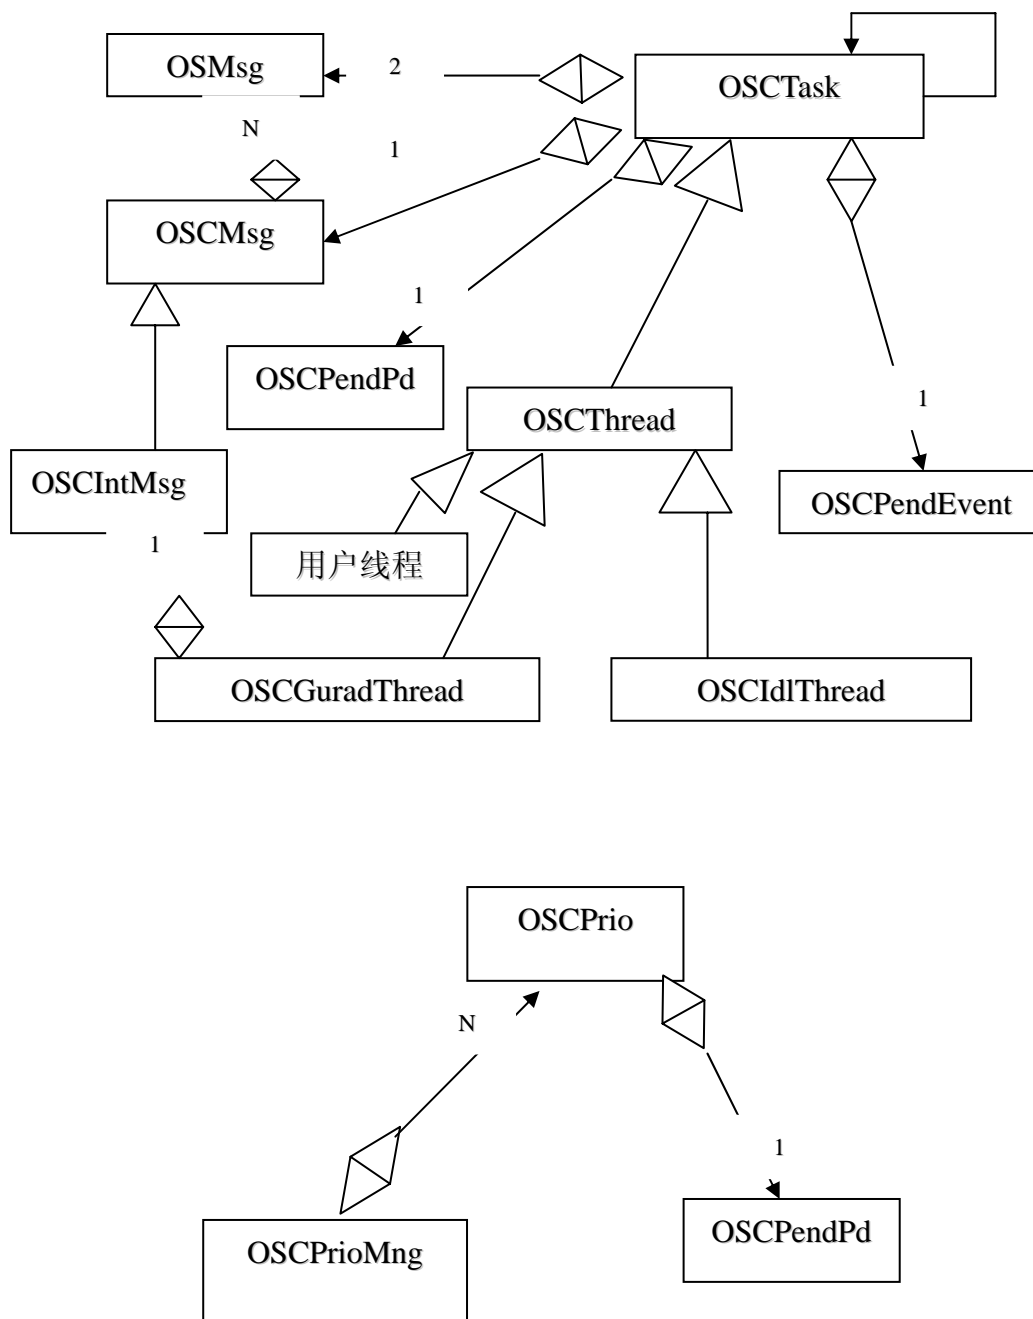 OSMsg
2
OSCTask
N
1
OSCMsg
1
OSCPendPd
OSCThread
1
OSCIntMsg
OSCPendEvent
1
用户线程
OSCGuradThread
OSCIdlThread
OSCPrio
N
1
OSCPendPd
OSCPrioMng